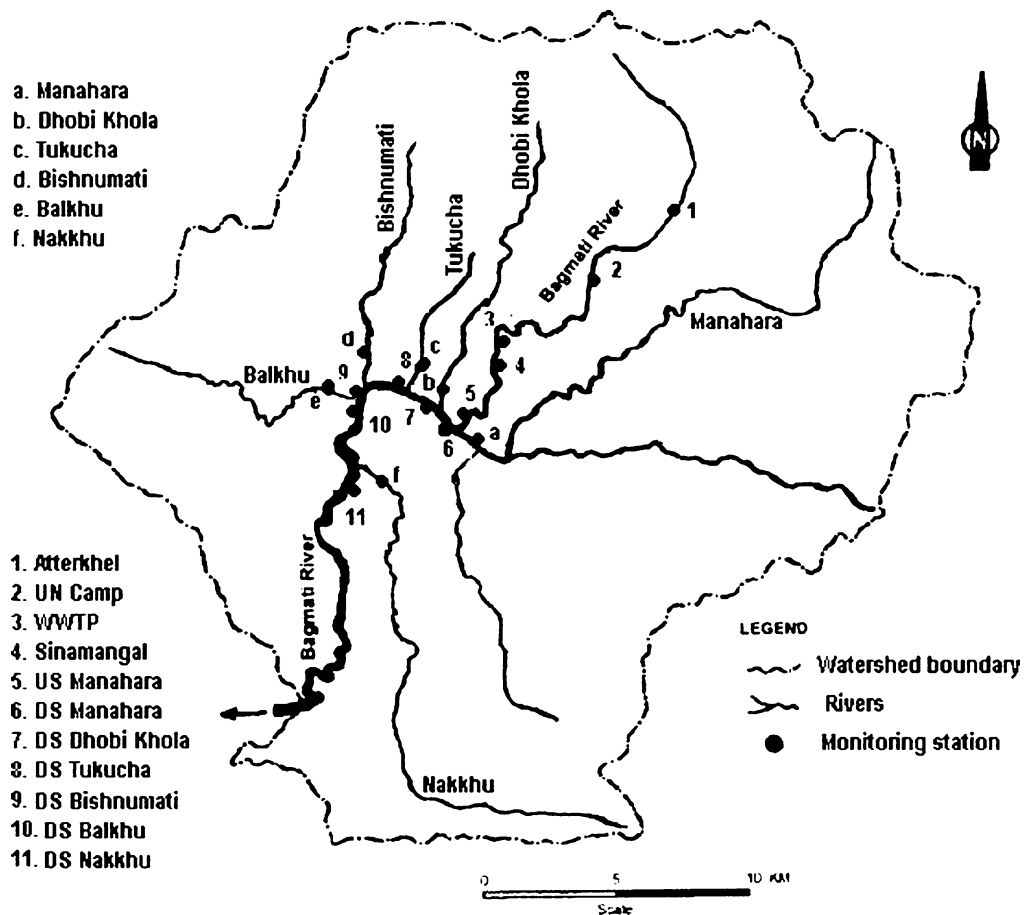 a. Manahara
b. Dhobi Khola
c. Tukucha
d. Bishnumati
e. Balkhu
f. Nakkhu
Bishnumati
Tukucha
Dhobi Khola
Bagmati River
Manahara
Balkhu
N
1
2
3
4
5
6
7
8
9
10
11
a
b
c
d
e
f
Bagmati River
Nakkhu
1. Atterkhel
2. UN Camp
3. WWTP
4. Sinamangal
5. US Manahara
6. DS Manahara
7. DS Dhobi Khola
8. DS Tukucha
9. DS Bishnumati
10. DS Balkhu
11. DS Nakkhu
LEGEND
Watershed boundary
Rivers
Monitoring station
0 5 10 KM
Scale